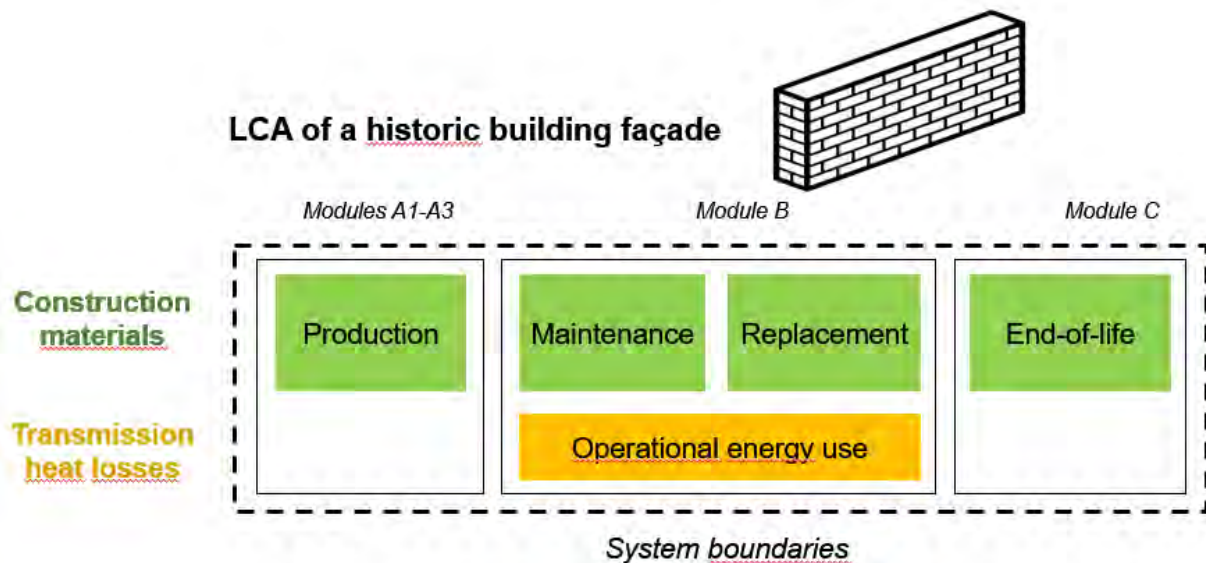 LCA of a historic building façade
Modules A1-A3
Module B
Module C
Construction
materials
Production
Maintenance
Replacement
End-of-life
Transmission
heat losses
Operational energy use
System boundaries